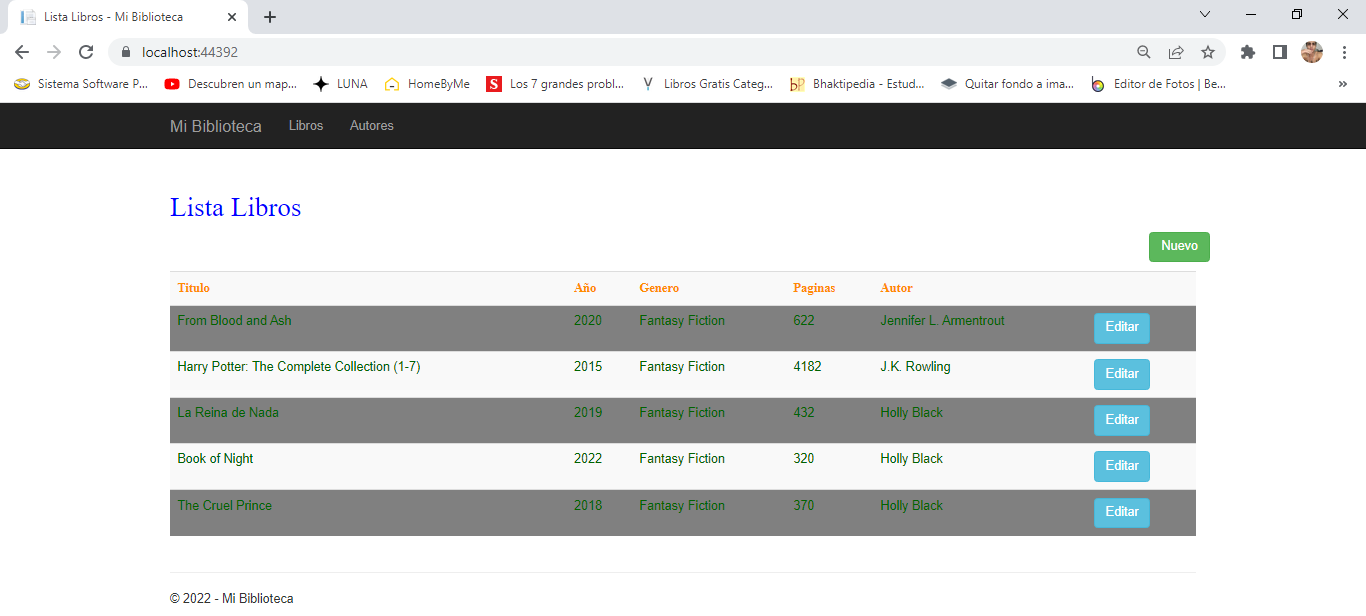 Lista Libros - Mi Biblioteca
localhost:44392
Sistema Software P... Descubren un map... LUNA HomeByMe S Los 7 grandes probl... Libros Gratis Categ... Bhaktipedia - Estud... Quitar fondo a ima... Editor de Fotos | Be... »
Mi Biblioteca Libros Autores
Lista Libros
Nuevo
Titulo Año Genero Paginas Autor
From Blood and Ash 2020 Fantasy Fiction 622 Jennifer L. Armentrout Editar
Harry Potter: The Complete Collection (1-7) 2015 Fantasy Fiction 4182 J.K. Rowling Editar
La Reina de Nada 2019 Fantasy Fiction 432 Holly Black Editar
Book of Night 2022 Fantasy Fiction 320 Holly Black Editar
The Cruel Prince 2018 Fantasy Fiction 370 Holly Black Editar
© 2022 - Mi Biblioteca